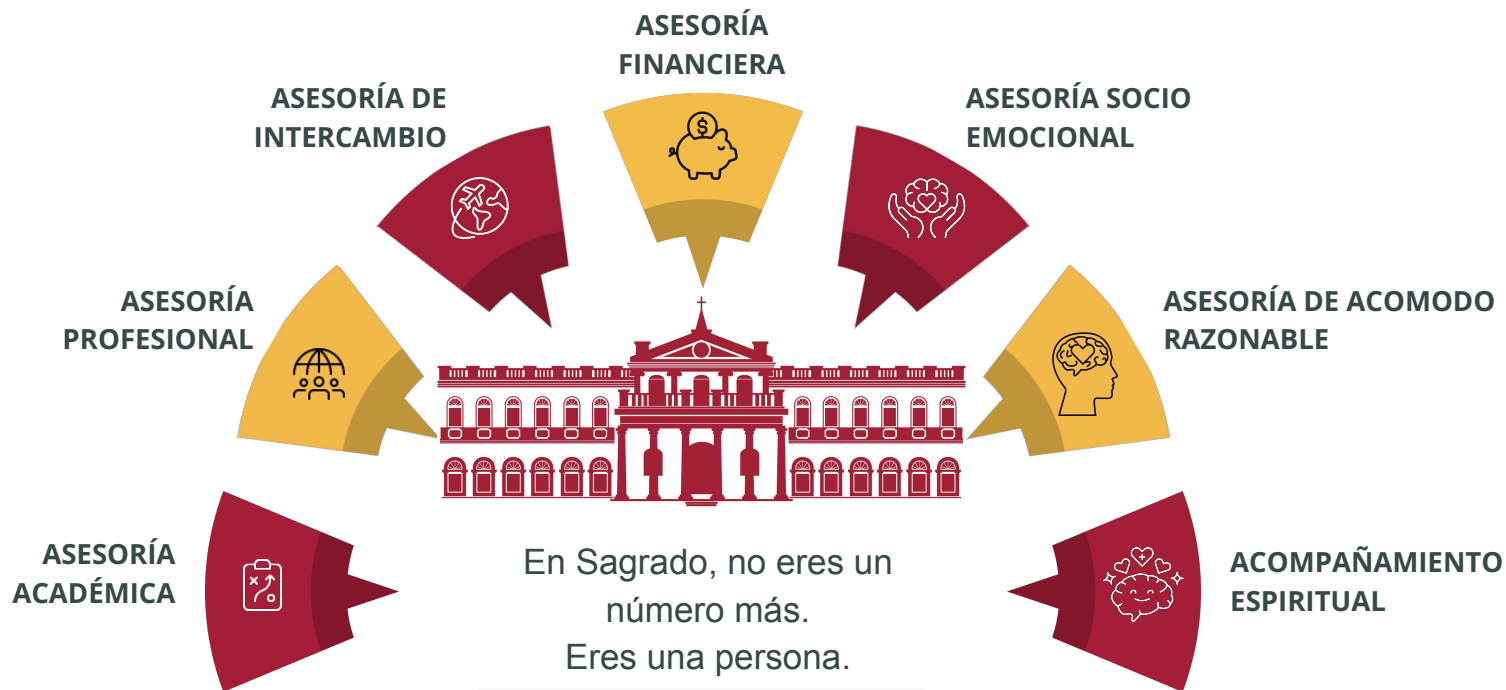 ASESORÍA
FINANCIERA
ASESORÍA DE
INTERCAMBIO
ASESORÍA SOCIO
EMOCIONAL
ASESORÍA
PROFESIONAL
ASESORÍA DE ACOMODO
RAZONABLE
ASESORÍA
ACADÉMICA
En Sagrado, no eres un
número más.
Eres una persona.
ACOMPAÑAMIENTO
ESPIRITUAL